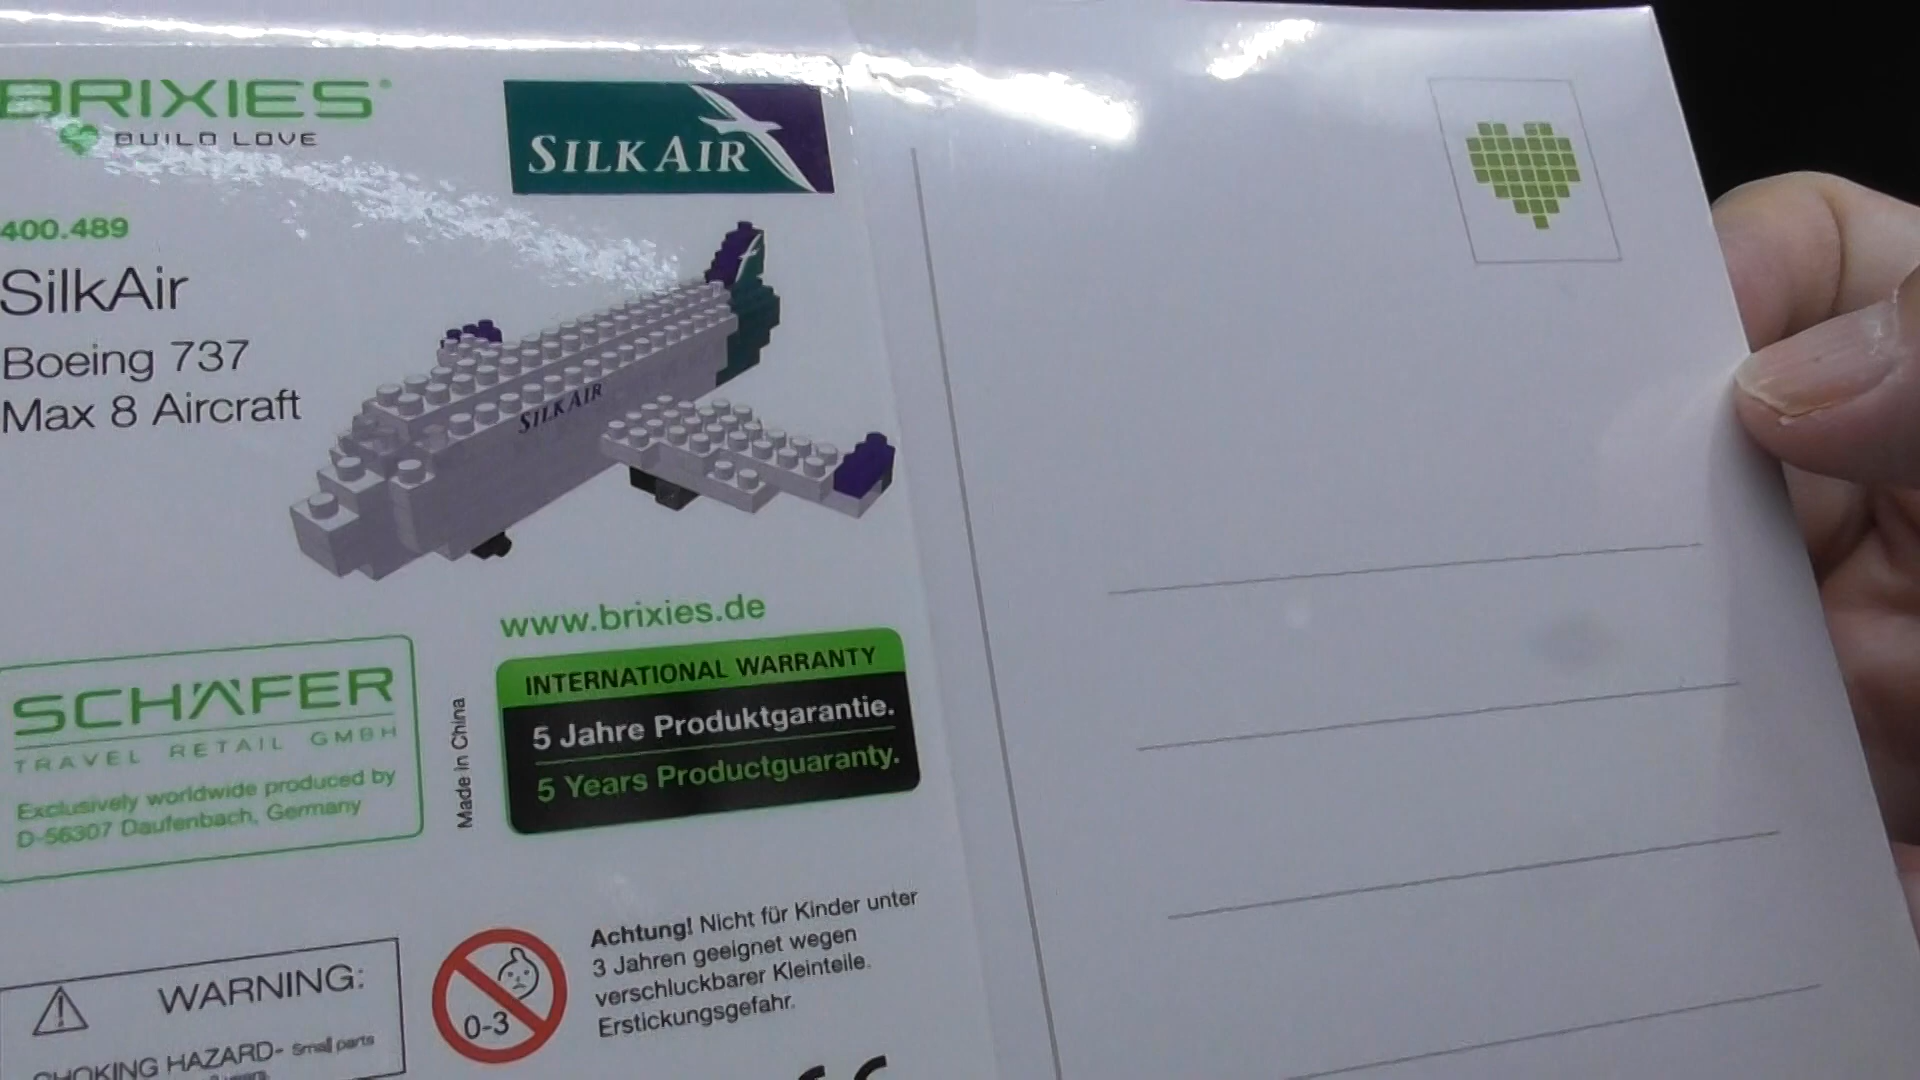 BRIXIES®
BUILD LOVE
SILKAIR
400.489
SilkAir
Boeing 737
Max 8 Aircraft
SILKAIR
www.brixies.de
SCHÄFER
TRAVEL RETAIL GMBH
Exclusively worldwide produced by
D-56307 Daufenbach, Germany
Made in China
INTERNATIONAL WARRANTY
5 Jahre Produktgarantie.
5 Years Productguaranty.
WARNING:
CHOKING HAZARD- Small parts
0-3
Achtung! Nicht für Kinder unter
3 Jahren geeignet wegen
verschluckbarer Kleinteile.
Erstickungsgefahr.